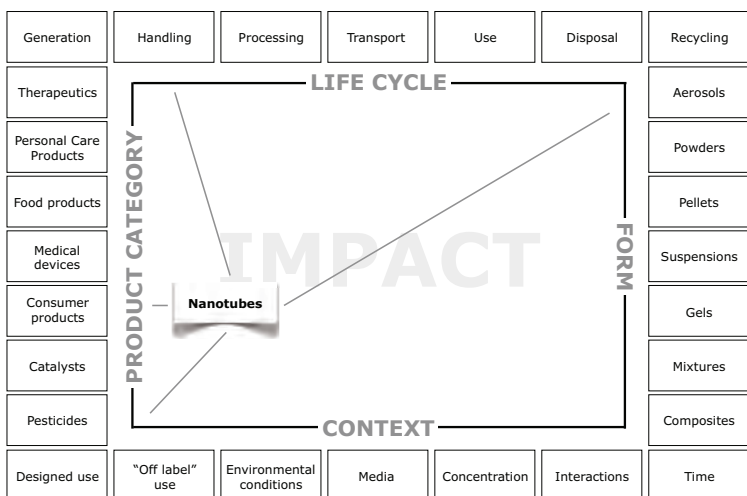 Generation
Handling
Processing
Transport
Use
Disposal
Recycling
LIFE CYCLE
Therapeutics
Aerosols
Personal Care
Products
Powders
PRODUCT CATEGORY
Food products
Pellets
IMPACT
FORM
Medical
devices
Suspensions
Nanotubes
Consumer
products
Gels
Catalysts
Mixtures
Pesticides
Composites
CONTEXT
Designed use
"Off label"
use
Environmental
conditions
Media
Concentration
Interactions
Time